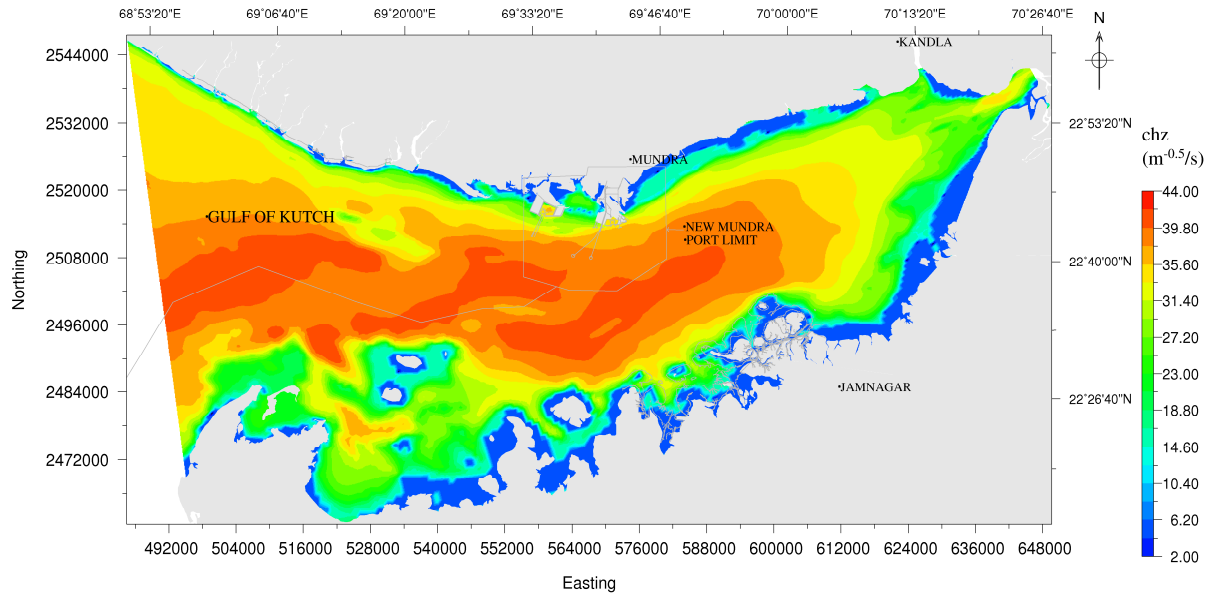 68°53'20"E 69°06'40"E 69°20'00"E 69°33'20"E 69°46'40"E 70°00'00"E 70°13'20"E 70°26'40"E
N
KANDLA
2544000
2532000
2520000
2508000
2496000
2484000
2472000
Northing
22°53'20"N
22°40'00"N
22°26'40"N
MUNDRA
GULF OF KUTCH
NEW MUNDRA
PORT LIMIT
JAMNAGAR
chz
(m-0.5/s)
44.00
39.80
35.60
31.40
27.20
23.00
18.80
14.60
10.40
6.20
2.00
492000 504000 516000 528000 540000 552000 564000 576000 588000 600000 612000 624000 636000 648000
Easting